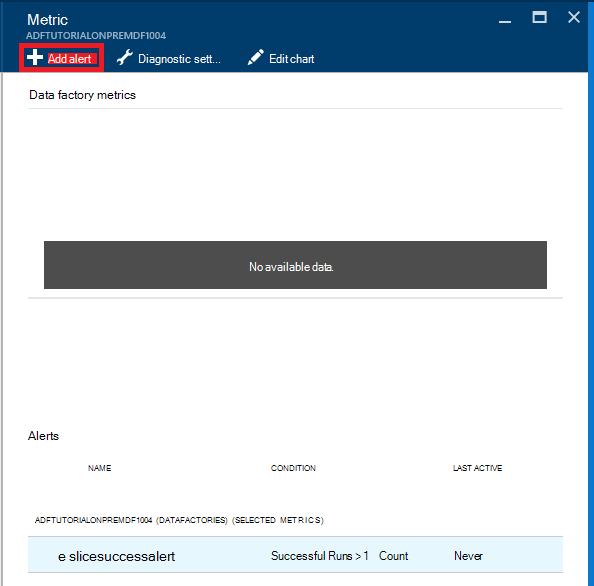 Metric
ADFTUTORIALONPREMDF1004
Add alert Diagnostic sett... Edit chart
Data factory metrics
No available data.
Alerts
NAME CONDITION LAST ACTIVE
ADFTUTORIALONPREMDF1004 (DATAFACTORIES) (SELECTED METRICS)
e slicesuccessalert Successful Runs > 1 Count Never